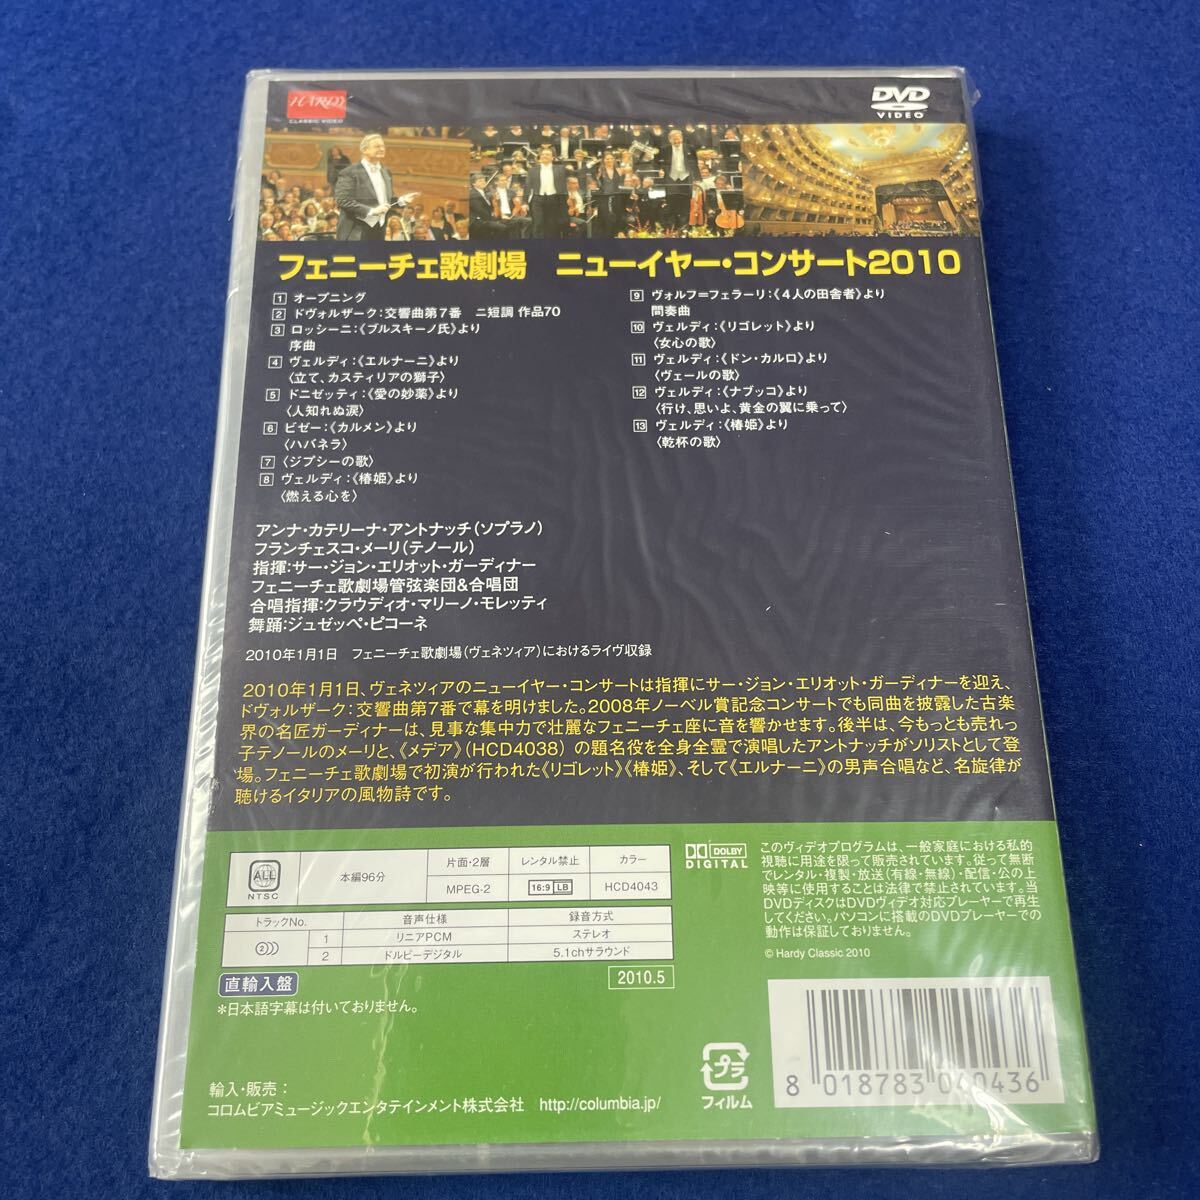 HARDY
CLASSIC VIDEO
DVD
VIDEO
フェニーチェ歌劇場　ニューイヤー・コンサート2010
1 オープニング
2 ドヴォルザーク：交響曲第7番　ニ短調 作品70
3 ロッシーニ：《ブルスキーノ氏》より
序曲
4 ヴェルディ：《エルナーニ》より
〈立て、カスティリアの獅子〉
5 ドニゼッティ：《愛の妙薬》より
〈人知れぬ涙〉
6 ビゼー：《カルメン》より
〈ハバネラ〉
7 〈ジプシーの歌〉
8 ヴェルディ：《椿姫》より
〈燃える心を〉
9 ヴォルフ＝フェラーリ：《4人の田舎者》より
間奏曲
10 ヴェルディ：《リゴレット》より
〈女心の歌〉
11 ヴェルディ：《ドン・カルロ》より
〈ヴェールの歌〉
12 ヴェルディ：《ナブッコ》より
〈行け、思いよ、黄金の翼に乗って〉
13 ヴェルディ：《椿姫》より
〈乾杯の歌〉
アンナ・カテリーナ・アントナッチ（ソプラノ）
フランチェスコ・メーリ（テノール）
指揮：サー・ジョン・エリオット・ガーディナー
フェニーチェ歌劇場管弦楽団&合唱団
合唱指揮：クラウディオ・マリーノ・モレッティ
舞踊：ジュゼッペ・ピコーネ
2010年1月1日　フェニーチェ歌劇場（ヴェネツィア）におけるライヴ収録
2010年1月1日、ヴェネツィアのニューイヤー・コンサートは指揮にサー・ジョン・エリオット・ガーディナーを迎え、
ドヴォルザーク：交響曲第7番で幕を明けました。2008年ノーベル賞記念コンサートでも同曲を披露した古楽
界の名匠ガーディナーは、見事な集中力で壮麗なフェニーチェ座に音を響かせます。後半は、今もっとも売れっ
子テノールのメーリと、《メデア》（HCD4038）の題名役を全身全霊で演唱したアントナッチがソリストとして登
場。フェニーチェ歌劇場で初演が行われた《リゴレット》《椿姫》、そして《エルナーニ》の男声合唱など、名旋律が
聴けるイタリアの風物詩です。
ALL
NTSC
本編96分
片面・2層
レンタル禁止
カラー
MPEG-2
16:9 LB
HCD4043
トラックNo.
音声仕様
録音方式
2
1
リニアPCM
ステレオ
2
ドルビーデジタル
5.1chサラウンド
直輸入盤
2010.5
*日本語字幕は付いておりません。
DOLBY
DIGITAL
このヴィデオプログラムは、一般家庭における私的
視聴に用途を限って販売されています。従って無断
でレンタル・複製・放送（有線・無線）・配信・公の上
映等に使用することは法律で禁止されています。当
DVDディスクはDVDヴィデオ対応プレーヤーで再生
してください。パソコンに搭載のDVDプレーヤーでの
動作は保証しておりません。
© Hardy Classic 2010
輸入・販売：
コロムビアミュージックエンタテインメント株式会社　http://columbia.jp/
プラ
フィルム
8 018783 040436